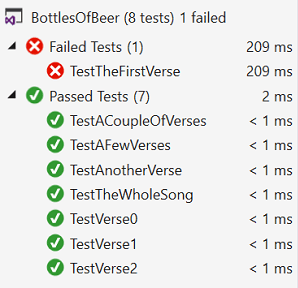 BottlesOfBeer (8 tests) 1 failed
Failed Tests (1) 209 ms
TestTheFirstVerse 209 ms
Passed Tests (7) 2 ms
TestACoupleOfVerses < 1 ms
TestAFewVerses < 1 ms
TestAnotherVerse < 1 ms
TestTheWholeSong < 1 ms
TestVerse0 < 1 ms
TestVerse1 < 1 ms
TestVerse2 < 1 ms